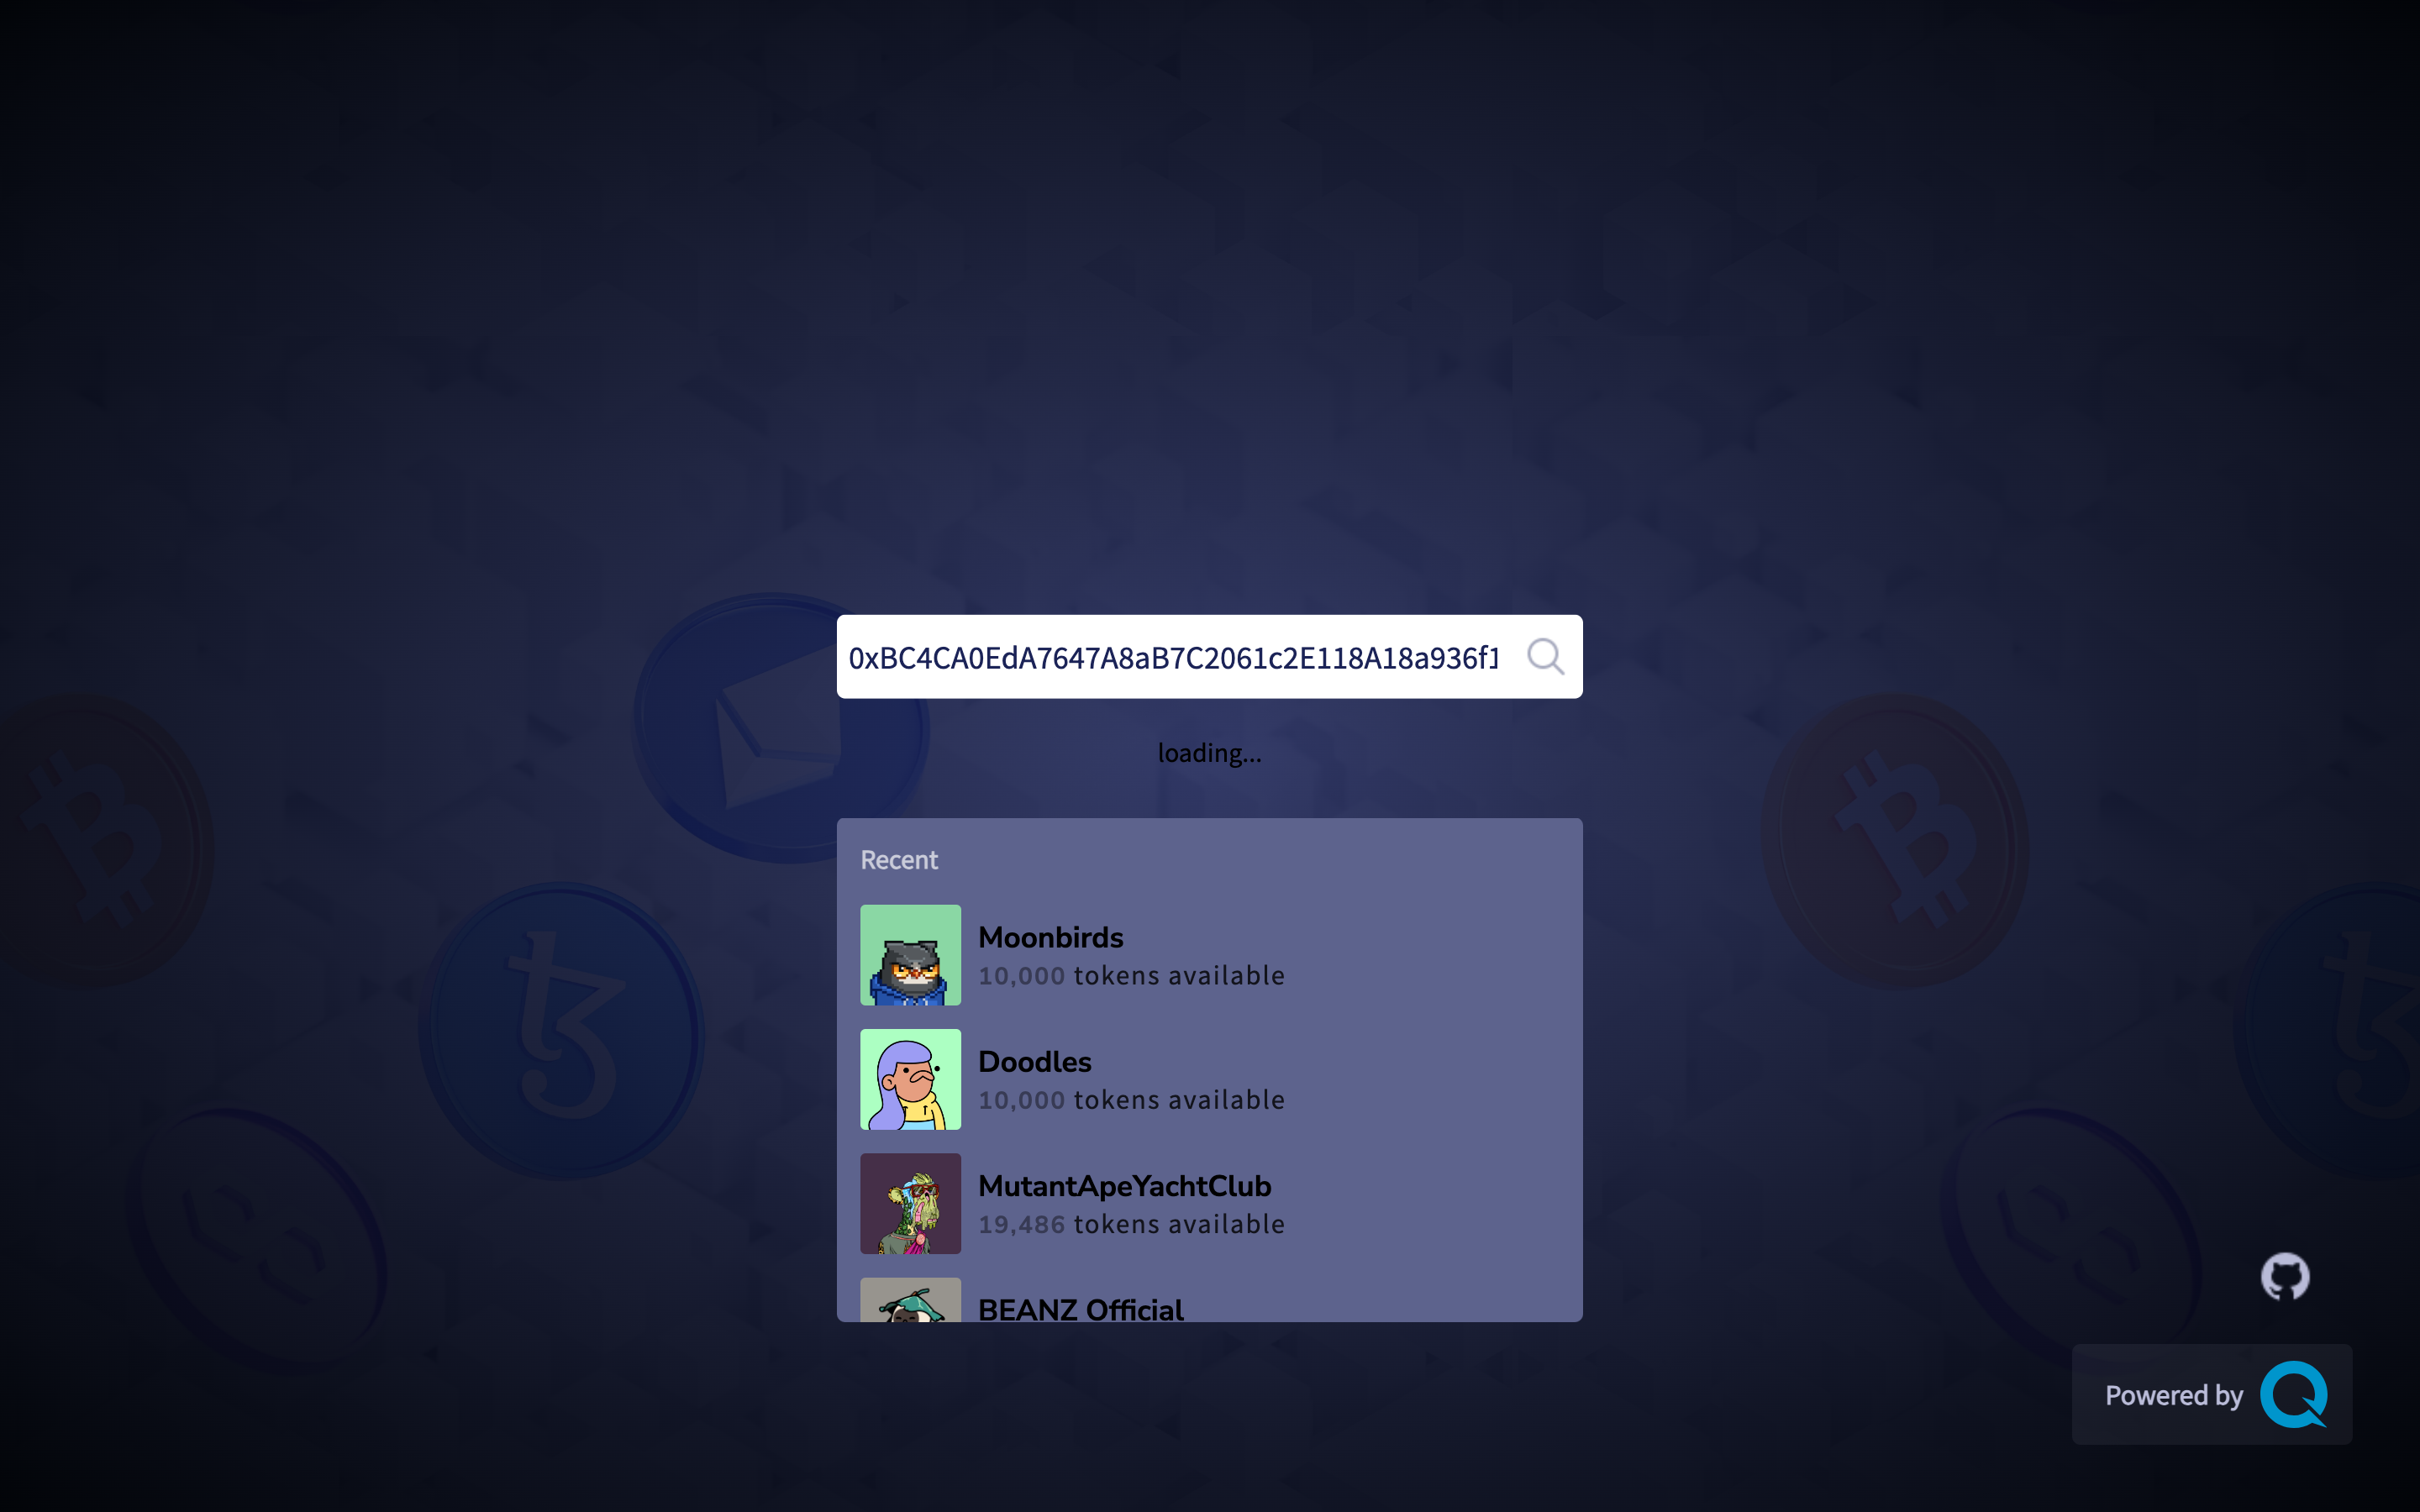 0xBC4CA0EdA7647A8aB7C2061c2E118A18a936f1
loading...
Recent
Moonbirds
10,000 tokens available
Doodles
10,000 tokens available
MutantApeYachtClub
19,486 tokens available
BEANZ Official
Powered by